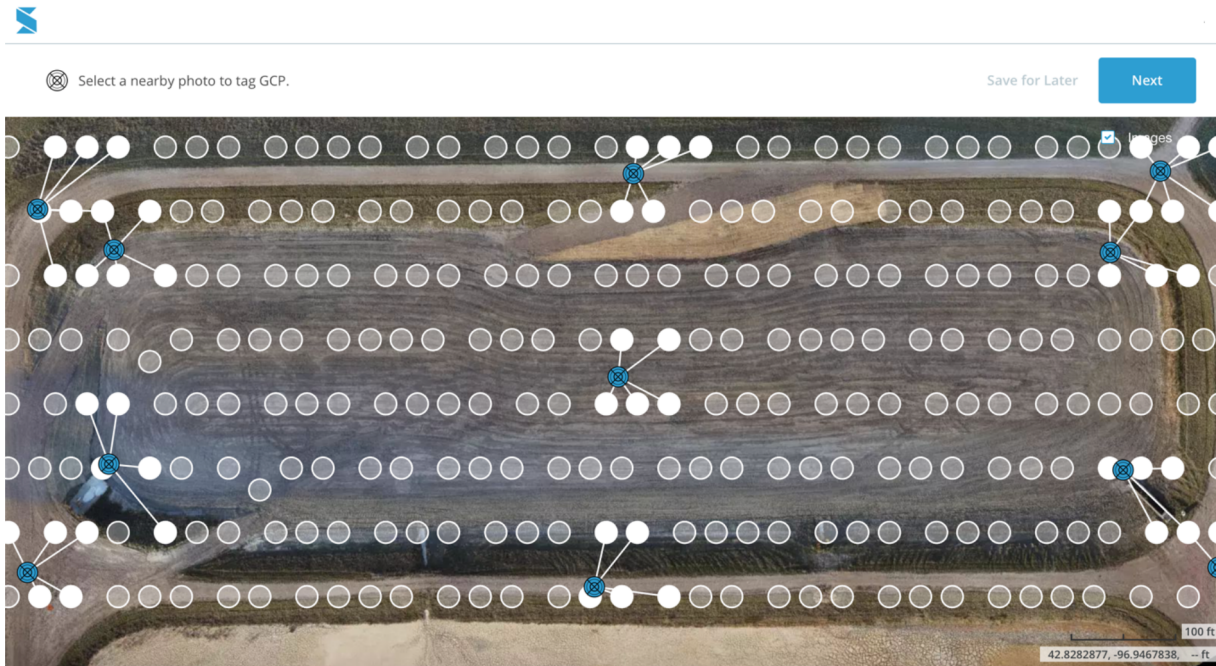 Select a nearby photo to tag GCP.
Save for Later
Next
Images
100 ft
42.8282877, -96.9467838, -- ft